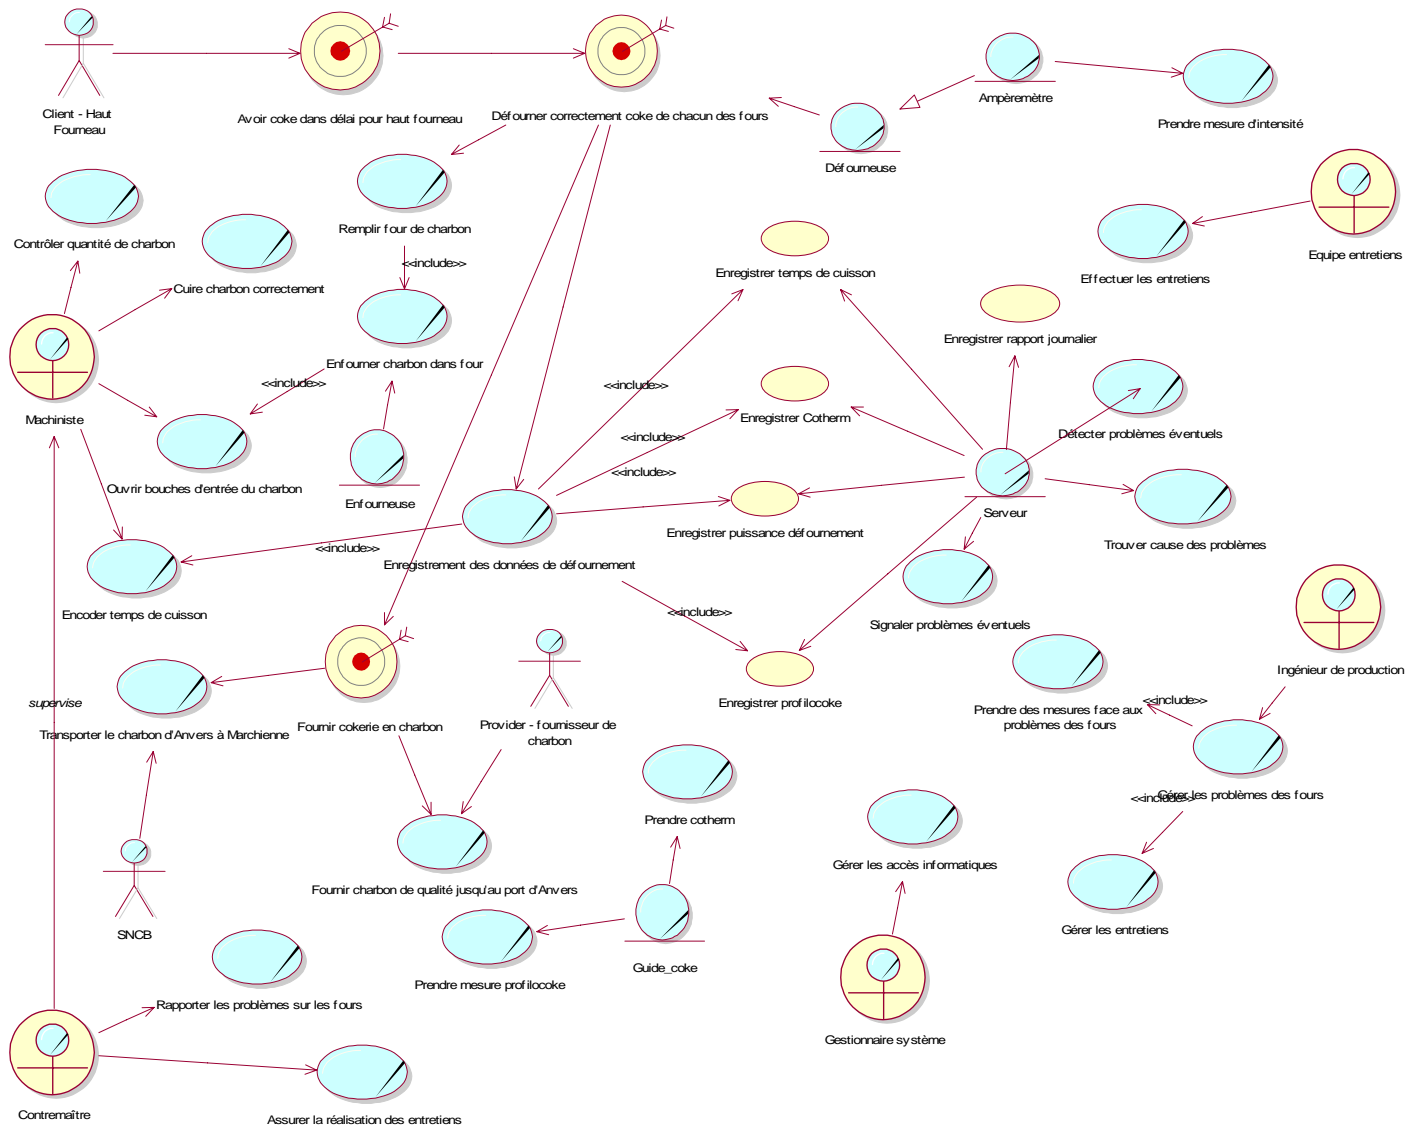 Client - Haut
Fourneau
Avoir coke dans délai pour haut fourneau
Défourner correctement coke de chacun des fours
Ampèremètre
Prendre mesure d'intensité
Défourneuse
Contrôler quantité de charbon
Remplir four de charbon
Cuire charbon correctement
<<include>>
Enregistrer temps de cuisson
Effectuer les entretiens
Equipe entretiens
Enregistrer rapport journalier
Enfourner charbon dans four
<<include>>
<<include>>
Machiniste
Enregistrer Cotherm
Détecter problèmes éventuels
<<include>>
<<include>>
Ouvrir bouches d'entrée du charbon
Enfourneuse
Serveur
Enregistrer puissance défournement
Trouver cause des problèmes
<<include>>
Enregistrement des données de défournement
Encoder temps de cuisson
<<include>>
Signaler problèmes éventuels
Ingénieur de production
supervise
Enregistrer profilocoke
<<include>>
Prendre des mesures face aux
problèmes des fours
Transporter le charbon d'Anvers à Marchienne
Fournir cokerie en charbon
Provider - fournisseur de
charbon
<<include>>
Gérer les problèmes des fours
Prendre cotherm
Gérer les accès informatiques
Fournir charbon de qualité jusqu'au port d'Anvers
Gérer les entretiens
SNCB
Guide_coke
Prendre mesure profilocoke
Rapporter les problèmes sur les fours
Gestionnaire système
Contremaître
Assurer la réalisation des entretiens